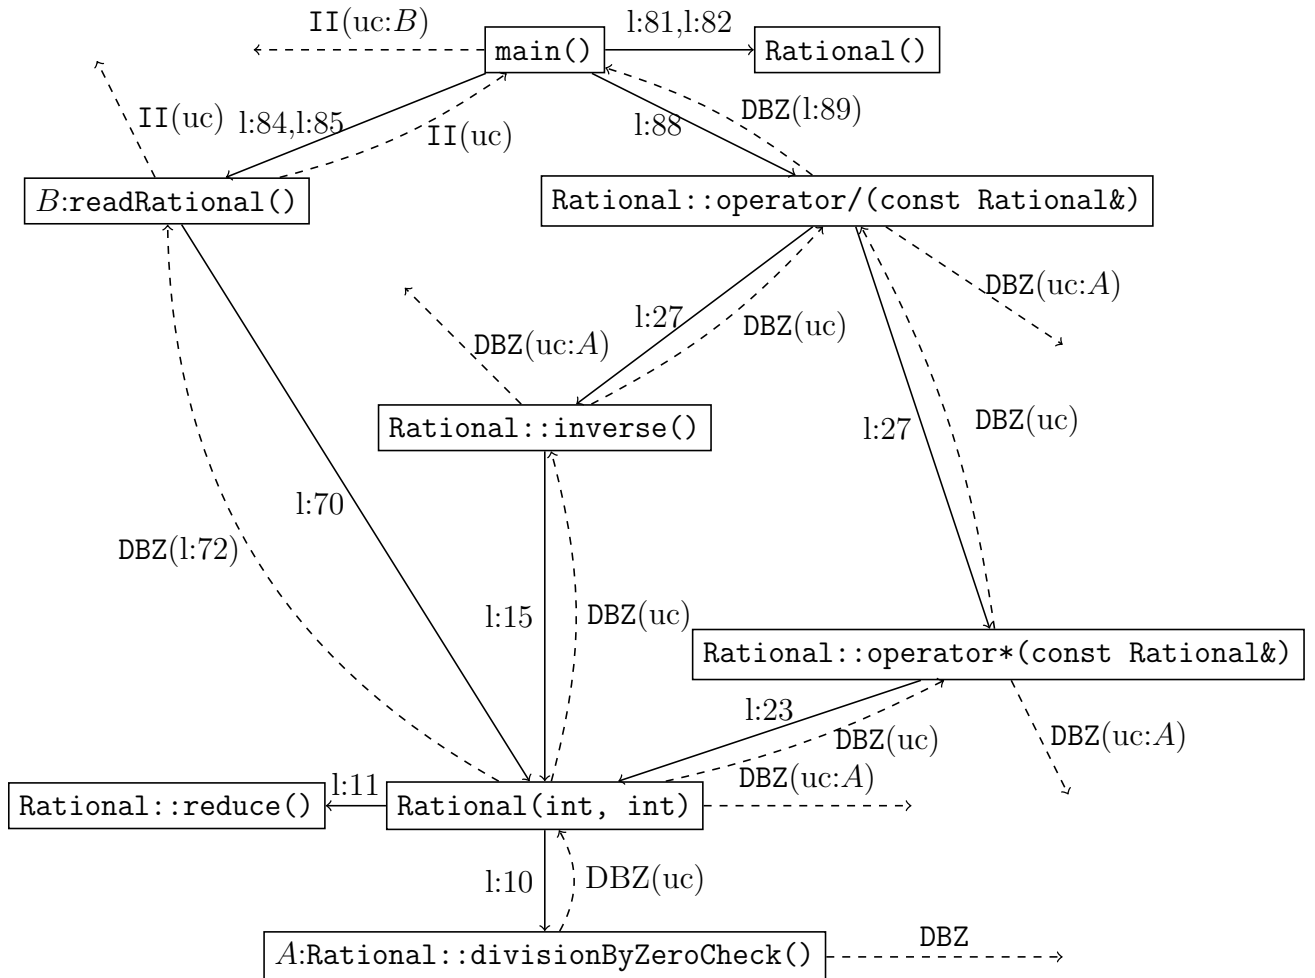 II(uc:B)
main()
l:81,l:82
Rational()
II(uc)
l:84,l:85
II(uc)
l:88
DBZ(l:89)
B:readRational()
Rational::operator/(const Rational&)
DBZ(uc:A)
l:27
DBZ(uc)
DBZ(uc:A)
Rational::inverse()
l:27
DBZ(uc)
l:70
DBZ(l:72)
l:15
DBZ(uc)
Rational::operator*(const Rational&)
l:23
DBZ(uc)
DBZ(uc:A)
DBZ(uc:A)
l:11
Rational::reduce()
Rational(int, int)
l:10
DBZ(uc)
A:Rational::divisionByZeroCheck()
DBZ